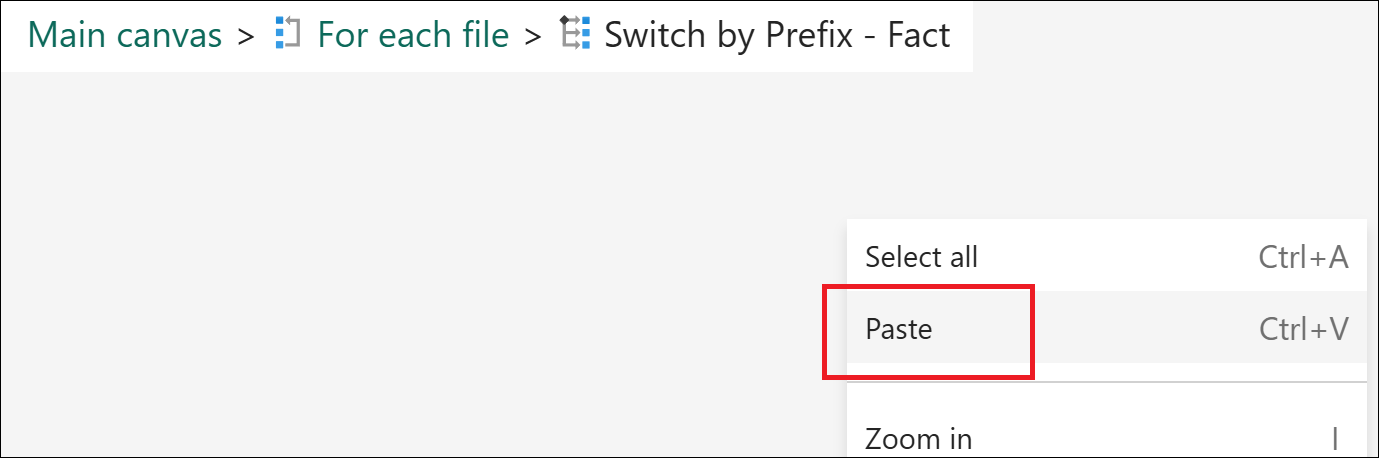 Main canvas > For each file > Switch by Prefix - Fact
Select all Ctrl+A
Paste Ctrl+V
Zoom in I